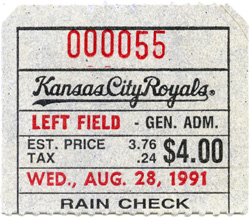 000055
Kansas City Royals®
LEFT FIELD - GEN. ADM.
EST. PRICE 3.76
TAX .24 $4.00
WED., AUG. 28, 1991
RAIN CHECK